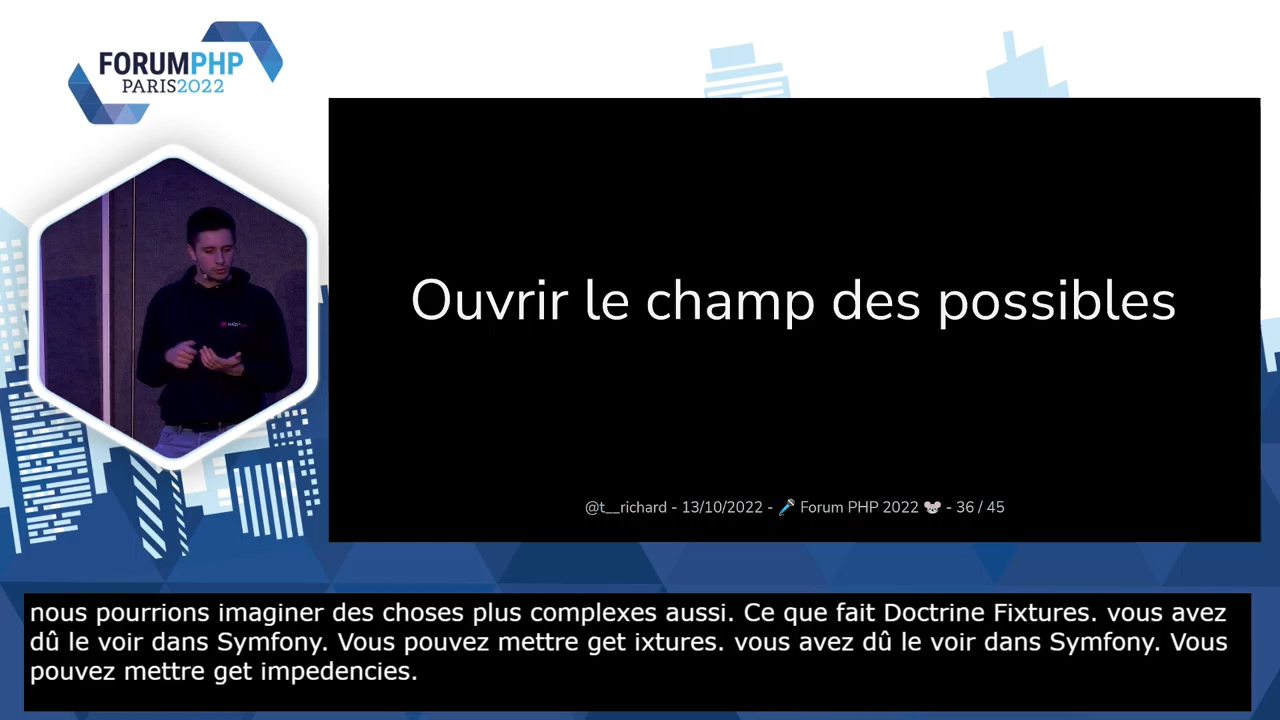 FORUMPHP
PARIS2022
Ouvrir le champ des possibles
@t__richard - 13/10/2022 - 🎤 Forum PHP 2022 🐭 - 36 / 45
nous pourrions imaginer des choses plus complexes aussi. Ce que fait Doctrine Fixtures. vous avez
dû le voir dans Symfony. Vous pouvez mettre get ixtures. vous avez dû le voir dans Symfony. Vous
pouvez mettre get impedencies.